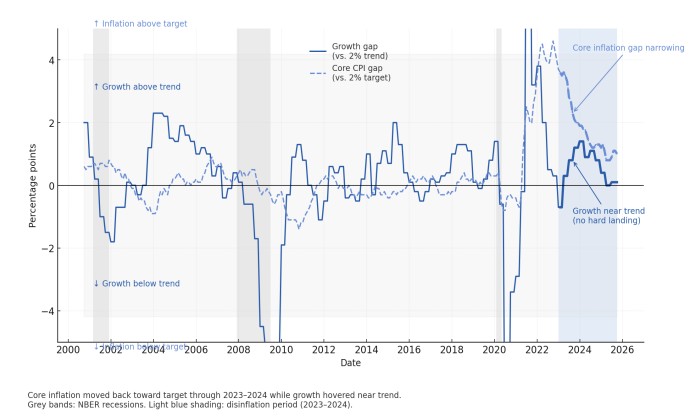 ↑ Inflation above target
Growth gap
(vs. 2% trend)
Core CPI gap
(vs. 2% target)
Core inflation gap narrowing
↑ Growth above trend
Growth near trend
(no hard landing)
↓ Growth below trend
↓ Inflation below target
Percentage points
4
2
0
−2
−4
2000 2002 2004 2006 2008 2010 2012 2014 2016 2018 2020 2022 2024 2026
Date
Core inflation moved back toward target through 2023–2024 while growth hovered near trend.
Grey bands: NBER recessions. Light blue shading: disinflation period (2023–2024).